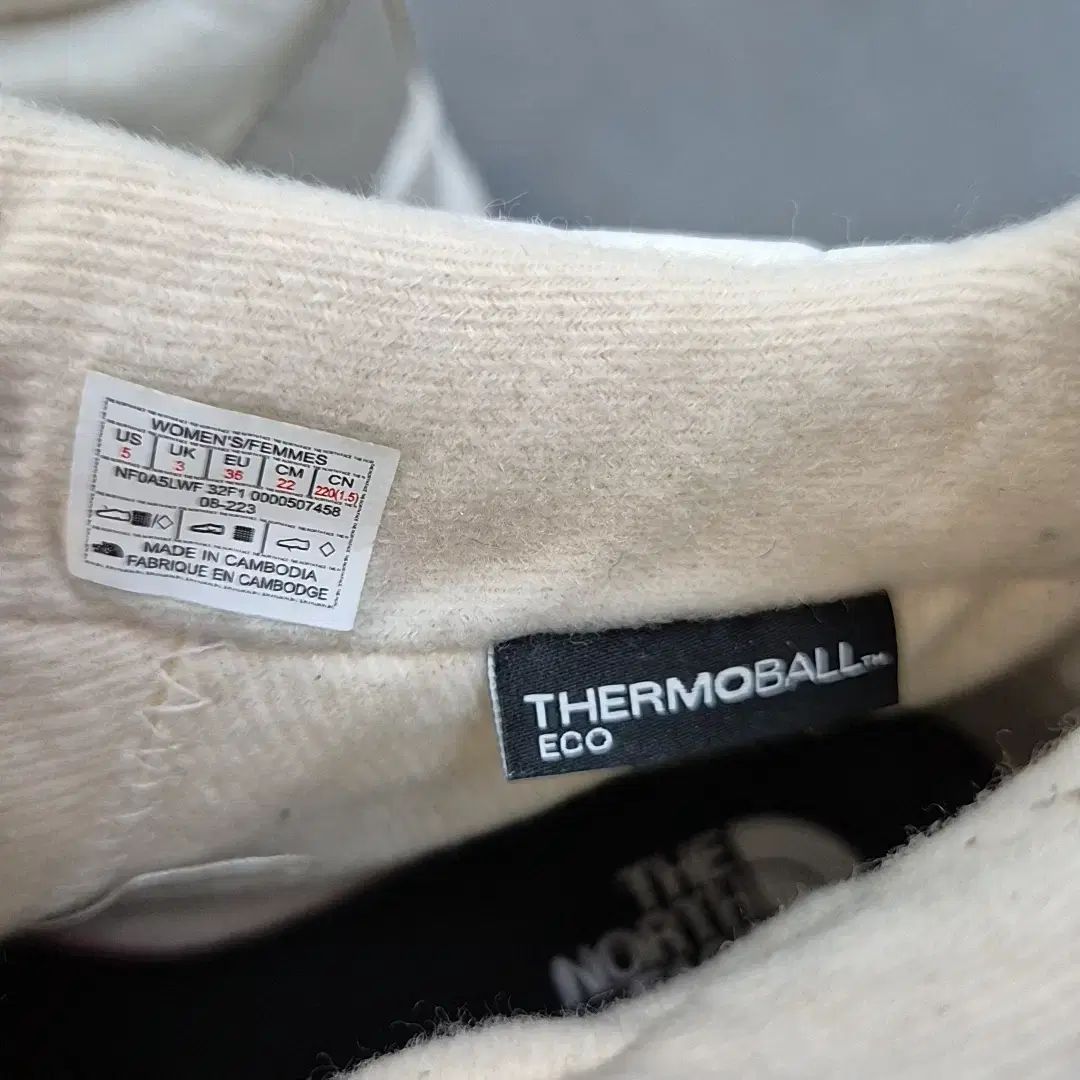 WOMEN'S/FEMMES
US UK EU CM CN
5 3 36 22 220(1.5)
NF0A5LWF 32F1 0000507458
08-223
MADE IN CAMBODIA
FABRIQUE EN CAMBODGE
THERMOBALL™
ECO
THE
NORTH